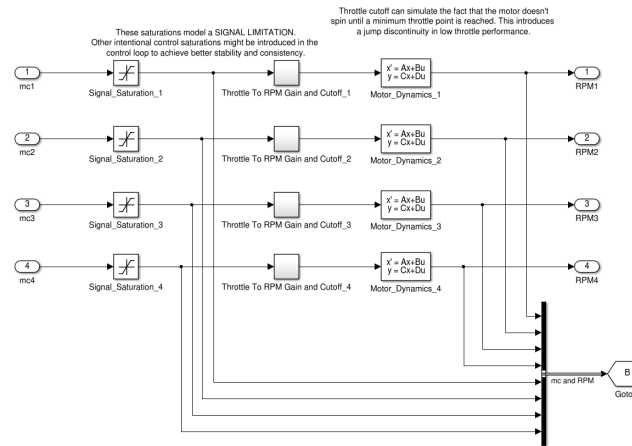 Throttle cutoff can simulate the fact that the motor doesn't
spin until a minimum throttle point is reached. This introduces
a jump discontinuity in low throttle performance.
These saturations model a SIGNAL LIMITATION.
Other intentional control saturations might be introduced in the
control loop to achieve better stability and consistency.
1
mc1
Signal_Saturation_1
Throttle To RPM Gain and Cutoff_1
x' = Ax+Bu
y = Cx+Du
Motor_Dynamics_1
1
RPM1
2
mc2
Signal_Saturation_2
Throttle To RPM Gain and Cutoff_2
x' = Ax+Bu
y = Cx+Du
Motor_Dynamics_2
2
RPM2
3
mc3
Signal_Saturation_3
Throttle To RPM Gain and Cutoff_3
x' = Ax+Bu
y = Cx+Du
Motor_Dynamics_3
3
RPM3
4
mc4
Signal_Saturation_4
Throttle To RPM Gain and Cutoff_4
x' = Ax+Bu
y = Cx+Du
Motor_Dynamics_4
4
RPM4
mc and RPM
B
Goto